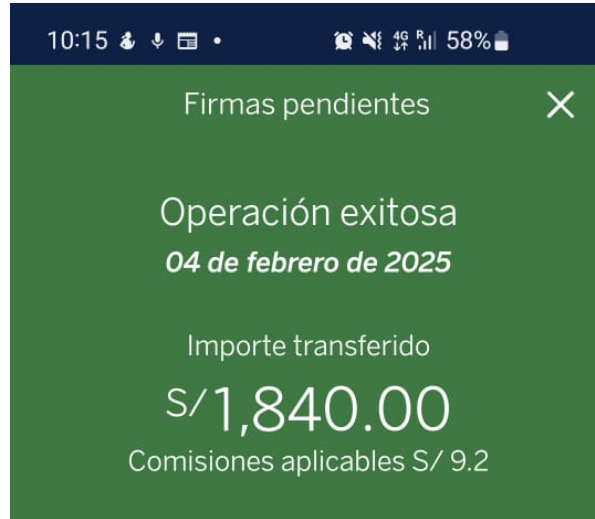 10:15 4G R 58%
Firmas pendientes
Operación exitosa
04 de febrero de 2025
Importe transferido
S/1,840.00
Comisiones aplicables S/ 9.2